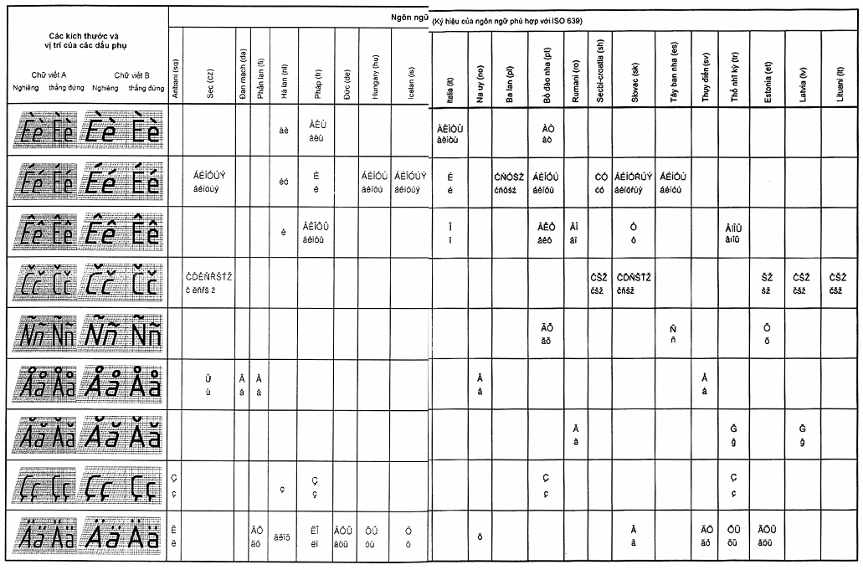 Các kích thước và
vị trí của các dấu phụ
Ngôn ngữ (Ký hiệu của ngôn ngữ phù hợp với ISO 639)
Chữ viết A Chữ viết B
Nghiêng thẳng đứng Nghiêng thẳng đứng
Anbani (sq)
Sec (cz)
Đan mạch (da)
Phần lan (fi)
Hà lan (nl)
Pháp (fr)
Đức (de)
Hungary (hu)
Icelan (is)
Italia (it)
Na uy (no)
Ba lan (pl)
Bồ đào nha (pt)
Rumani (ro)
Secbi-croatia (sh)
Slovac (sk)
Tây ban nha (es)
Thụy điển (sv)
Thổ nhĩ kỳ (tr)
Estonia (et)
Latvia (lv)
Litueni (lt)
Èè Èè Èè Èè àè ÀÈÙ ÀÈÌÒÙ ÀÒ
àèù àèìòù àò
Éé Éé Éé Éé ÁÉÍÓÚÝ éó É ÁÉÍÓÚ ÁÉÍÓÚÝ É ĆŃÓŚŹ ÁÉÍÓÚ ĆÓ ÁÉÍÓŔÚÝ ÁÉÍÓÚ
áéíóúý é áéíóú áéíóúý é ćńóśź áéíóú ćó áéíóŕúý áéíóú
Êê Êê Êê Êê ê ÂÊÎÔÛ Î ÂÊÔ ÂÎ Ô ÂÎÛ
âêîôû î âêô âî ô âîû
Čč Čč Čč Čč ČĎĚŇŘŠŤŽ ČŠŽ ČĎŇŠŤŽ ŠŽ ČŠŽ ČŠŽ
č ěňřš ž čšž čňšž šž čšž čšž
Ññ Ññ Ññ Ññ ÃÕ Ñ Õ
ãõ ñ õ
Åå Åå Åå Åå Ů Å Å Å Å
ů å å å å
Ăă Ăă Ăă Ăă Ă Ğ Ğ
ă ğ ğ
Çç Çç Çç Çç Ç ç Ç Ç Ç
ç ç ç ç
Ää Ää Ää Ää Ë ÄÖ äëïö ËÏ ÄÖÜ ÖÜ Ö ö Ä ÄÖ ÖÜ ÄÖÜ
ë äö ëï äöü öü ö ä äö öü äöü